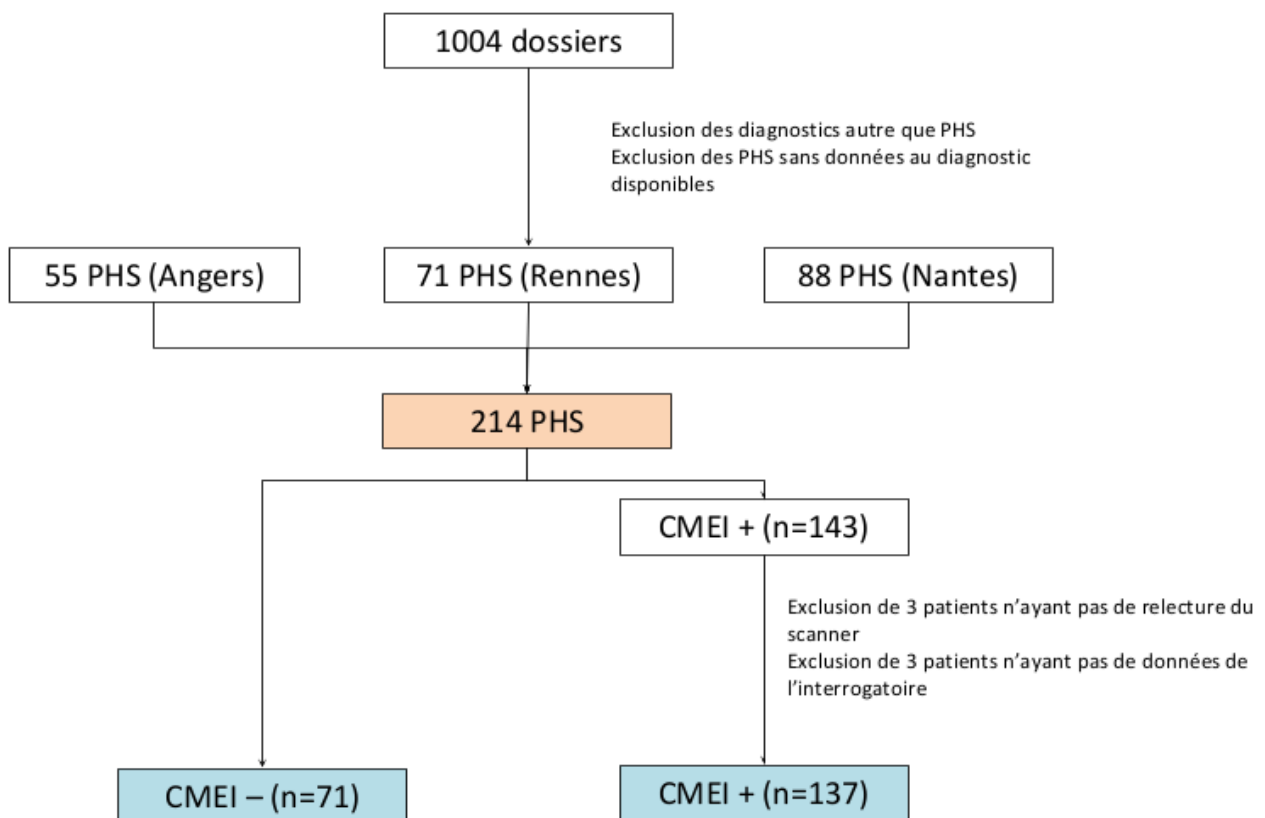 1004 dossiers
Exclusion des diagnostics autre que PHS
Exclusion des PHS sans données au diagnostic
disponibles
55 PHS (Angers)
71 PHS (Rennes)
88 PHS (Nantes)
214 PHS
CMEI + (n=143)
Exclusion de 3 patients n’ayant pas de relecture du
scanner
Exclusion de 3 patients n’ayant pas de données de
l’interrogatoire
CMEI – (n=71)
CMEI + (n=137)